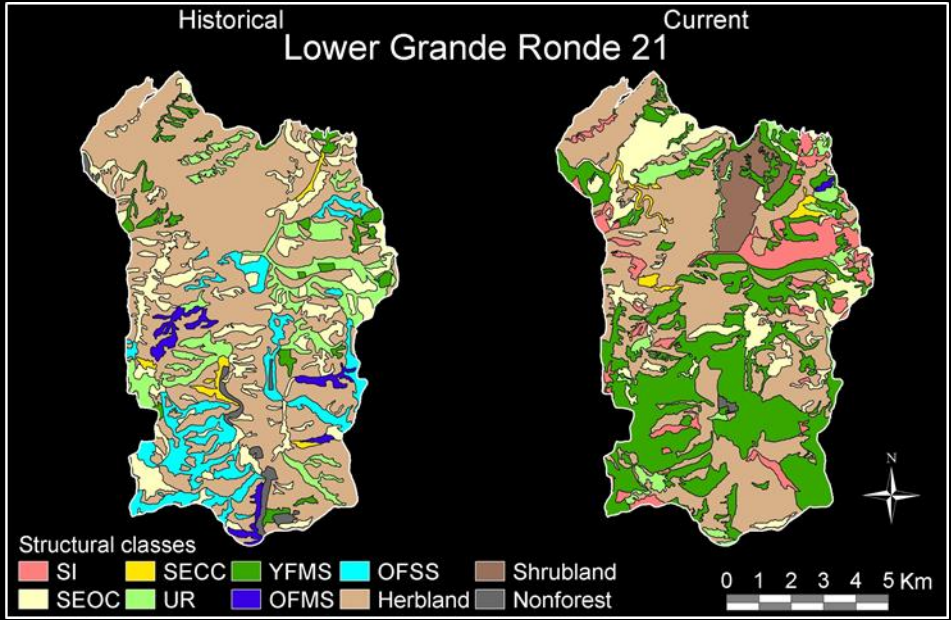 Historical Current
Lower Grande Ronde 21
N
Structural classes
SI SECC YFMS OFSS Shrubland
SEOC UR OFMS Herbland Nonforest
0 1 2 3 4 5 Km